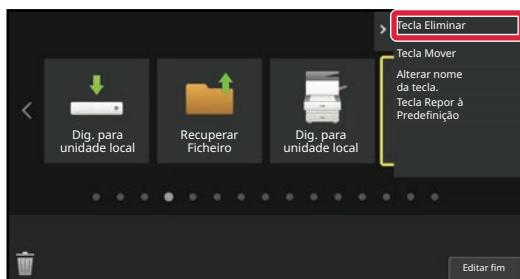 Tecla Eliminar
Tecla Mover
Alterar nome
da tecla.
Tecla Repor à
Predefinição
Dig. para
unidade local
Recuperar
Ficheiro
Dig. para
unidade local
Editar fim